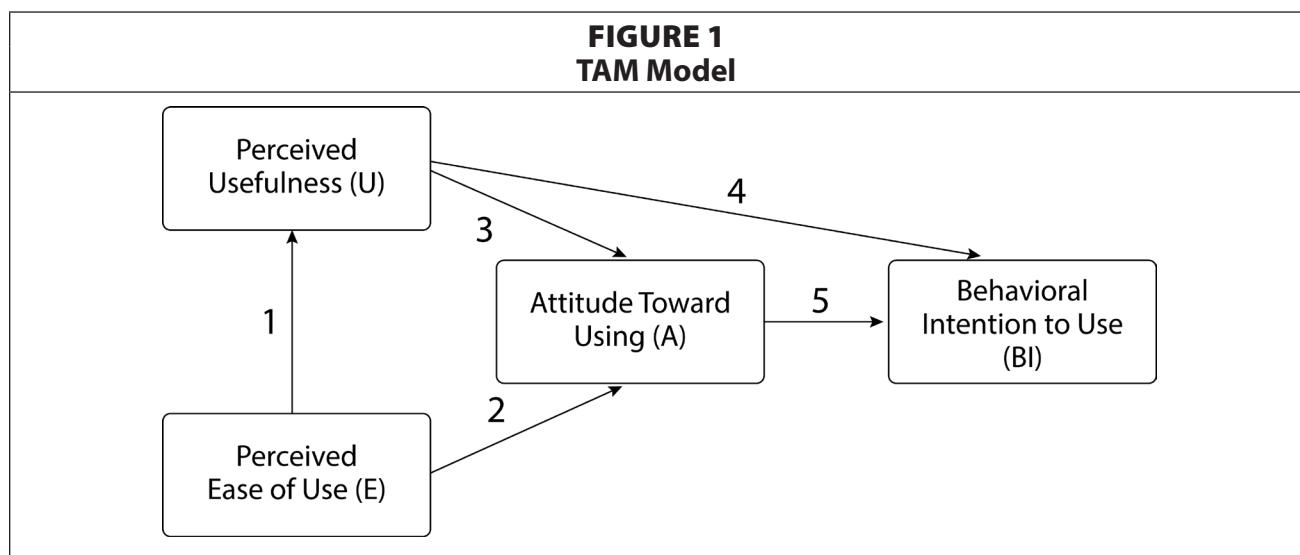 FIGURE 1
TAM Model
Perceived
Usefulness (U)
4
3
Attitude Toward
Using (A)
5
Behavioral
Intention to Use
(BI)
1
2
Perceived
Ease of Use (E)